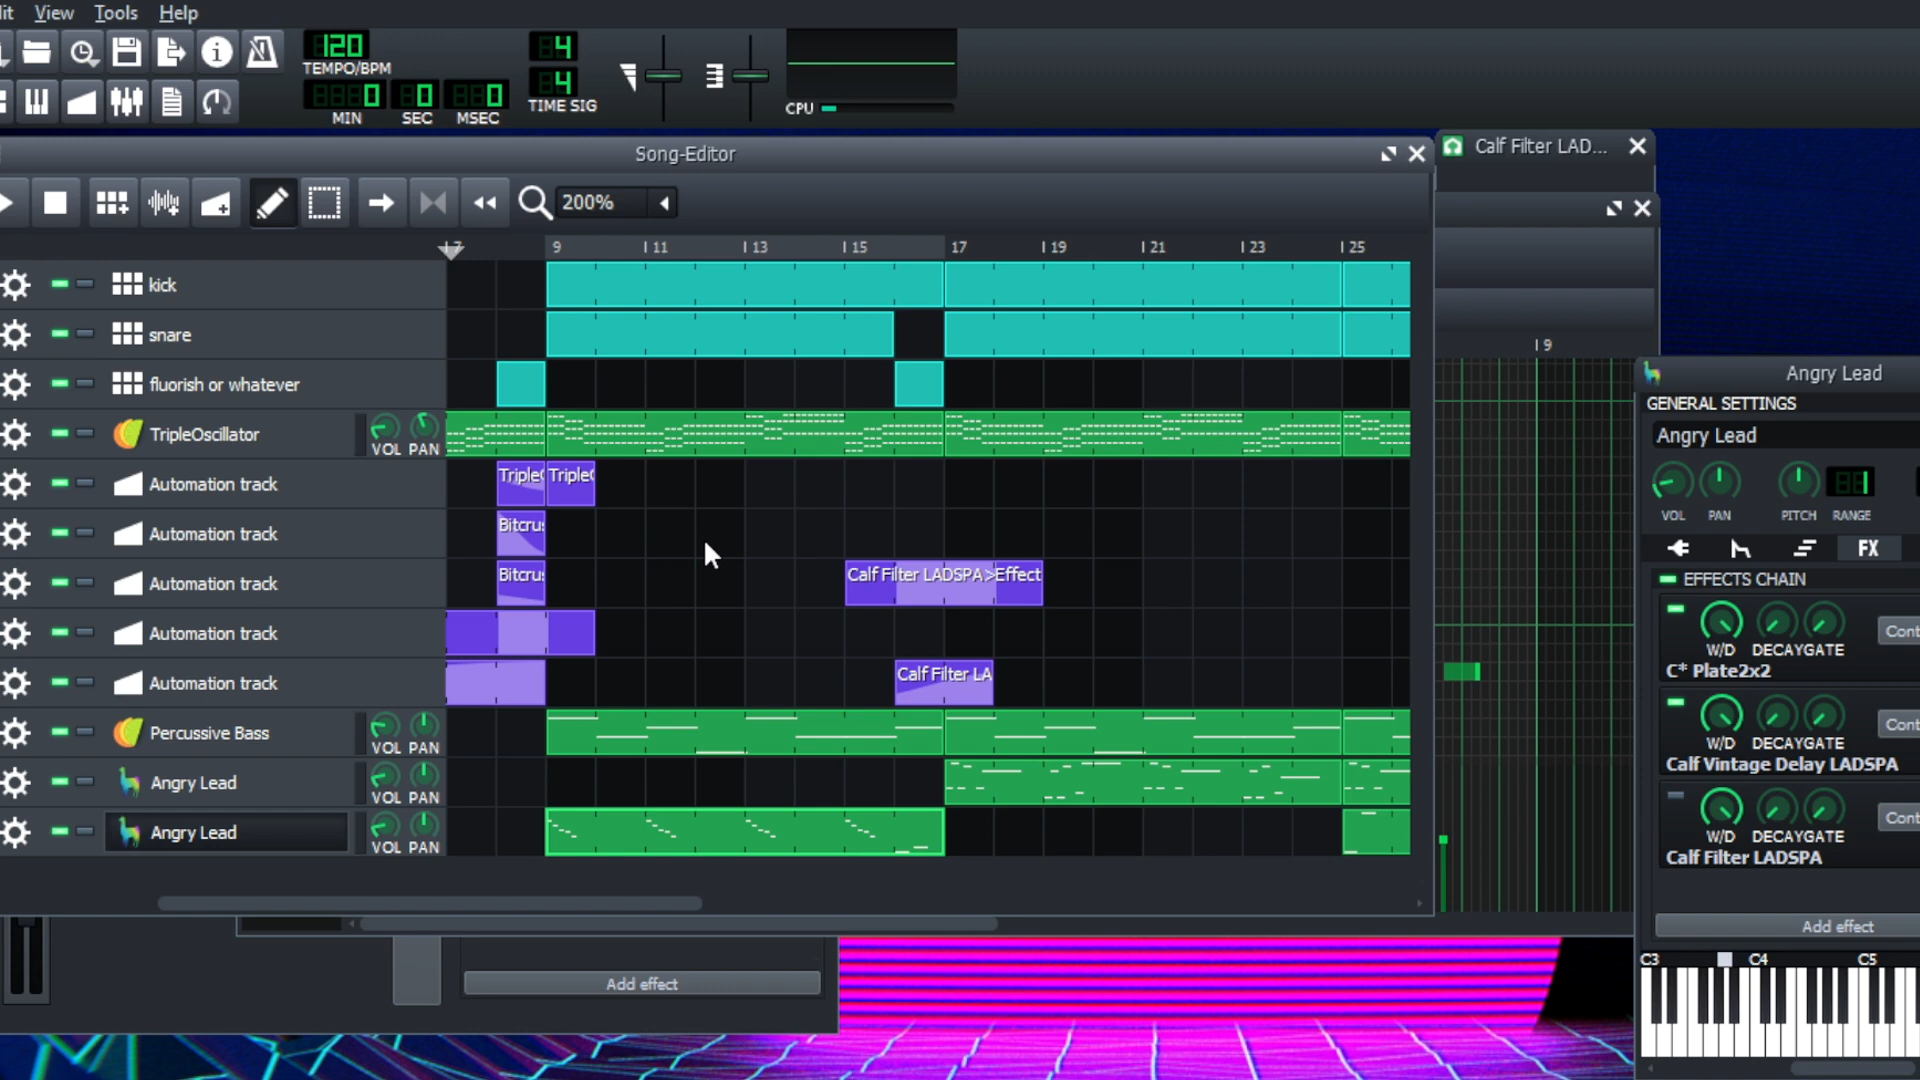 it View Tools Help
120
TEMPO/BPM
0 0 0
MIN SEC MSEC
4
4
TIME SIG
CPU
Song-Editor
Calf Filter LAD...
200%
7 9 11 13 15 17 19 21 23 25
9
kick
snare
fluorish or whatever
TripleOscillator
VOL PAN
Automation track
Triple
Triple
Automation track
Bitcru
Automation track
Bitcru
Calf Filter LADSPA>Effect
Automation track
Automation track
Calf Filter LA
Percussive Bass
VOL PAN
Angry Lead
VOL PAN
Angry Lead
VOL PAN
Add effect
Angry Lead
GENERAL SETTINGS
Angry Lead
1
VOL PAN PITCH RANGE
FX
EFFECTS CHAIN
W/D DECAY GATE
Cont
C* Plate2x2
W/D DECAY GATE
Cont
Calf Vintage Delay LADSPA
W/D DECAY GATE
Cont
Calf Filter LADSPA
Add effect
C3 C4 C5